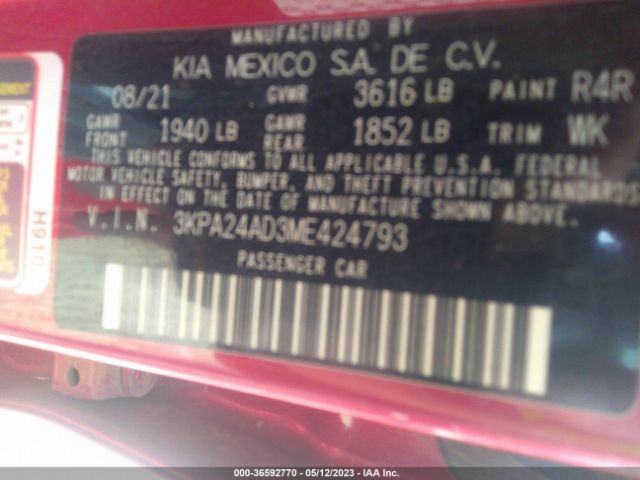 MANUFACTURED BY
KIA MEXICO S.A. DE C.V.
08/21 GVWR 3616 LB PAINT R4R
GAWR FRONT 1940 LB GAWR REAR 1852 LB TRIM WK
THIS VEHICLE CONFORMS TO ALL APPLICABLE U.S.A. FEDERAL
MOTOR VEHICLE SAFETY, BUMPER, AND THEFT PREVENTION STANDARDS
IN EFFECT ON THE DATE OF MANUFACTURE SHOWN ABOVE.
V.I.N. 3KPA24AD3ME424793
PASSENGER CAR
H910
000-36592770 - 05/12/2023 - IAA Inc.